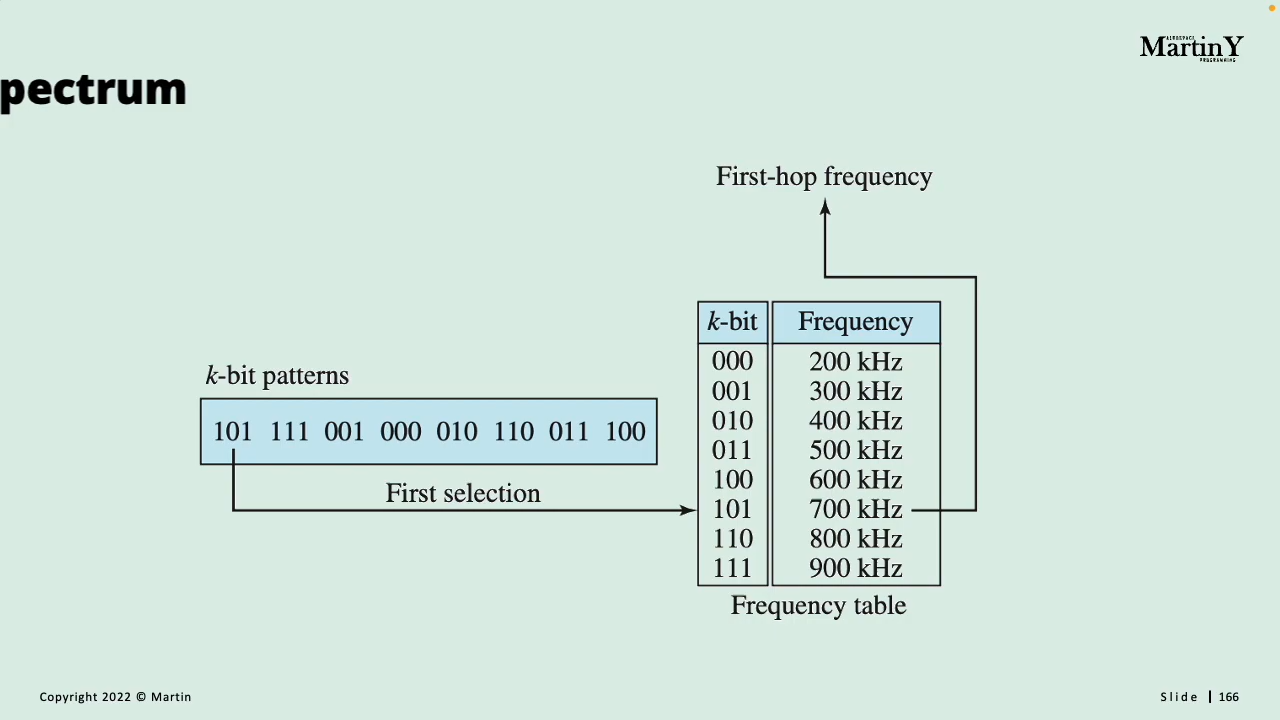 AEROSPACE
MartinY
PROGRAMMING
pectrum
First-hop frequency
k-bit patterns
101 111 001 000 010 110 011 100
First selection
k-bit Frequency
000 200 kHz
001 300 kHz
010 400 kHz
011 500 kHz
100 600 kHz
101 700 kHz
110 800 kHz
111 900 kHz
Frequency table
Copyright 2022 © Martin
Slide | 166